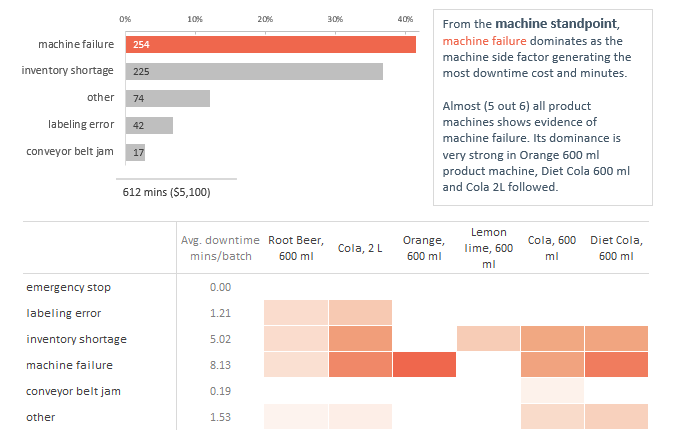 0% 10% 20% 30% 40%
machine failure 254
inventory shortage 225
other 74
labeling error 42
conveyor belt jam 17
612 mins ($5,100)
From the machine standpoint,
machine failure dominates as the
machine side factor generating the
most downtime cost and minutes.
Almost (5 out 6) all product
machines shows evidence of
machine failure. Its dominance is
very strong in Orange 600 ml
product machine, Diet Cola 600 ml
and Cola 2L followed.
Avg. downtime
mins/batch
Root Beer,
600 ml
Cola, 2 L
Orange,
600 ml
Lemon
lime, 600
ml
Cola, 600
ml
Diet Cola,
600 ml
emergency stop 0.00
labeling error 1.21
inventory shortage 5.02
machine failure 8.13
conveyor belt jam 0.19
other 1.53